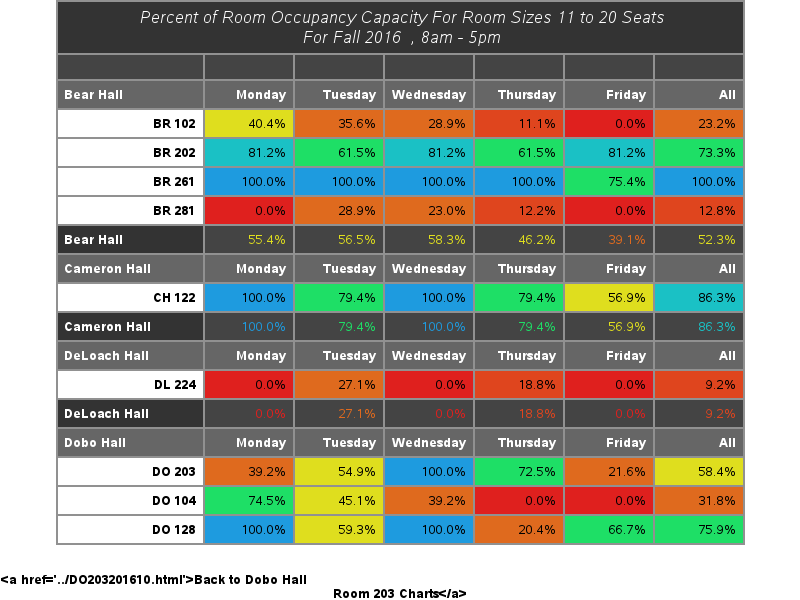 Percent of Room Occupancy Capacity For Room Sizes 11 to 20 Seats
For Fall 2016 , 8am - 5pm
Bear Hall Monday Tuesday Wednesday Thursday Friday All
BR 102 40.4% 35.6% 28.9% 11.1% 0.0% 23.2%
BR 202 81.2% 61.5% 81.2% 61.5% 81.2% 73.3%
BR 261 100.0% 100.0% 100.0% 100.0% 75.4% 100.0%
BR 281 0.0% 28.9% 23.0% 12.2% 0.0% 12.8%
Bear Hall 55.4% 56.5% 58.3% 46.2% 39.1% 52.3%
Cameron Hall Monday Tuesday Wednesday Thursday Friday All
CH 122 100.0% 79.4% 100.0% 79.4% 56.9% 86.3%
Cameron Hall 100.0% 79.4% 100.0% 79.4% 56.9% 86.3%
DeLoach Hall Monday Tuesday Wednesday Thursday Friday All
DL 224 0.0% 27.1% 0.0% 18.8% 0.0% 9.2%
DeLoach Hall 0.0% 27.1% 0.0% 18.8% 0.0% 9.2%
Dobo Hall Monday Tuesday Wednesday Thursday Friday All
DO 203 39.2% 54.9% 100.0% 72.5% 21.6% 58.4%
DO 104 74.5% 45.1% 39.2% 0.0% 0.0% 31.8%
DO 128 100.0% 59.3% 100.0% 20.4% 66.7% 75.9%
<a href='../DO203201610.html'>Back to Dobo Hall
Room 203 Charts</a>